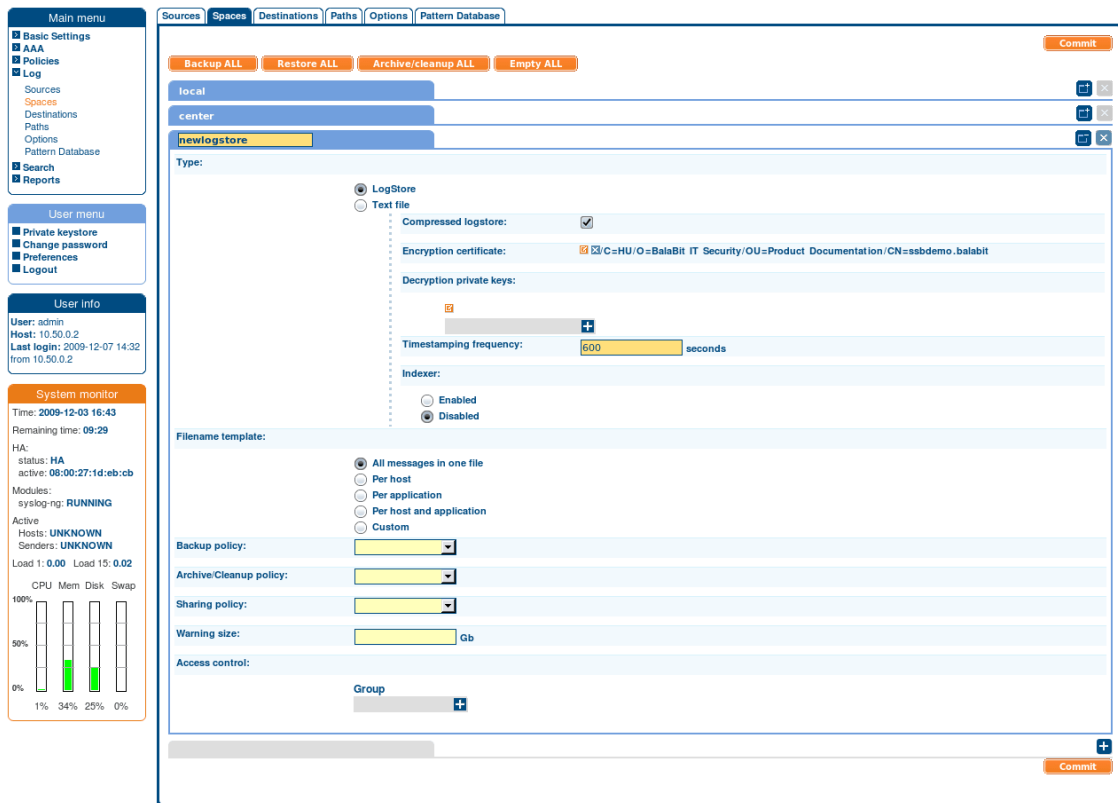 Main menu
Basic Settings
AAA
Policies
Log
Sources
Spaces
Destinations
Paths
Options
Pattern Database
Search
Reports
User menu
Private keystore
Change password
Preferences
Logout
User info
User: admin
Host: 10.50.0.2
Last login: 2009-12-07 14:32
from 10.50.0.2
System monitor
Time: 2009-12-03 16:43
Remaining time: 09:29
HA:
status: HA
active: 08:00:27:1d:eb:cb
Modules:
syslog-ng: RUNNING
Active
Hosts: UNKNOWN
Senders: UNKNOWN
Load 1: 0.00 Load 15: 0.02
CPU Mem Disk Swap
100%
50%
0%
1% 34% 25% 0%
Sources Spaces Destinations Paths Options Pattern Database
Commit
Backup ALL Restore ALL Archive/cleanup ALL Empty ALL
local
center
newlogstore
Type:
LogStore
Text file
Compressed logstore:
Encryption certificate: /C=HU/O=BalaBit IT Security/OU=Product Documentation/CN=ssbdemo.balabit
Decryption private keys:
Timestamping frequency: 600 seconds
Indexer:
Enabled
Disabled
Filename template:
All messages in one file
Per host
Per application
Per host and application
Custom
Backup policy:
Archive/Cleanup policy:
Sharing policy:
Warning size: Gb
Access control:
Group
Commit